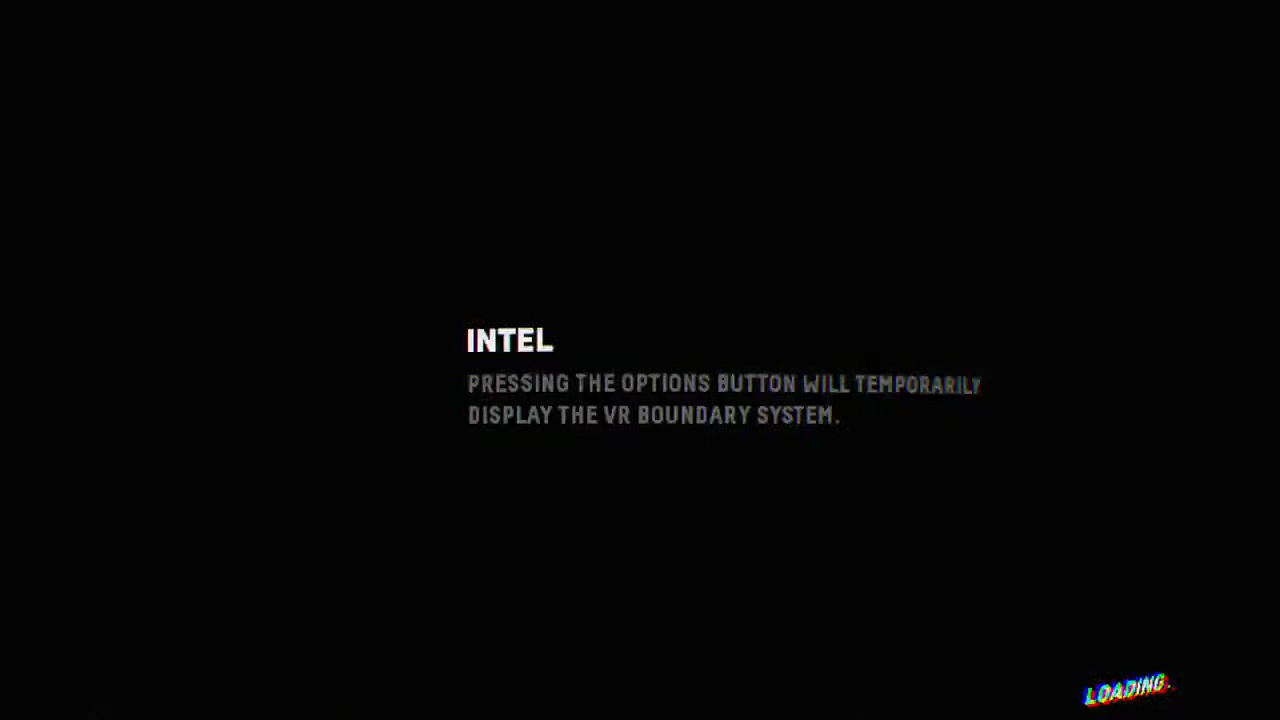 INTEL
PRESSING THE OPTIONS BUTTON WILL TEMPORARILY
DISPLAY THE VR BOUNDARY SYSTEM.
LOADING.